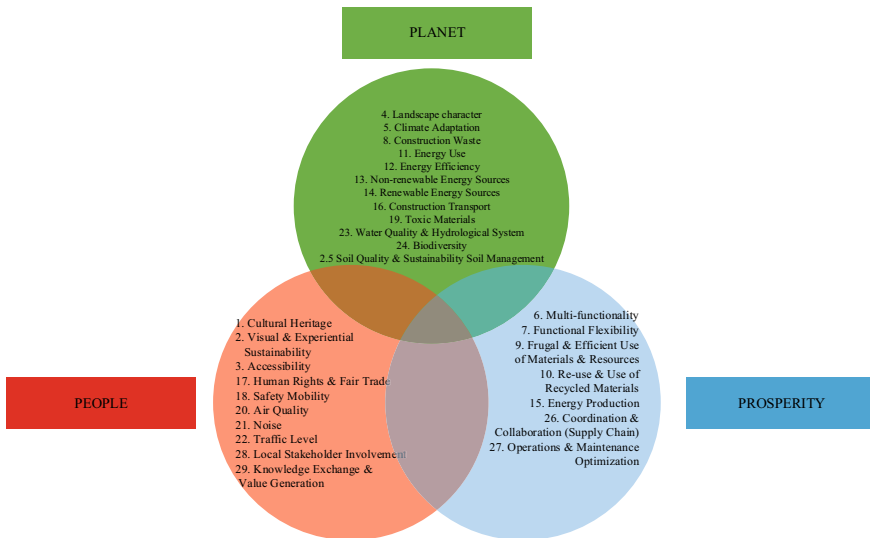 PLANET
4. Landscape character
5. Climate Adaptation
8. Construction Waste
11. Energy Use
12. Energy Efficiency
13. Non-renewable Energy Sources
14. Renewable Energy Sources
16. Construction Transport
19. Toxic Materials
23. Water Quality & Hydrological System
24. Biodiversity
2.5 Soil Quality & Sustainability Soil Management
PEOPLE
1. Cultural Heritage
2. Visual & Experiential
Sustainability
3. Accessibility
17. Human Rights & Fair Trade
18. Safety Mobility
20. Air Quality
21. Noise
22. Traffic Level
28. Local Stakeholder Involvement
29. Knowledge Exchange &
Value Generation
6. Multi-functionality
7. Functional Flexibility
9. Frugal & Efficient Use
of Materials & Resources
10. Re-use & Use of
Recycled Materials
15. Energy Production
26. Coordination &
Collaboration (Supply Chain)
27. Operations & Maintenance
Optimization
PROSPERITY